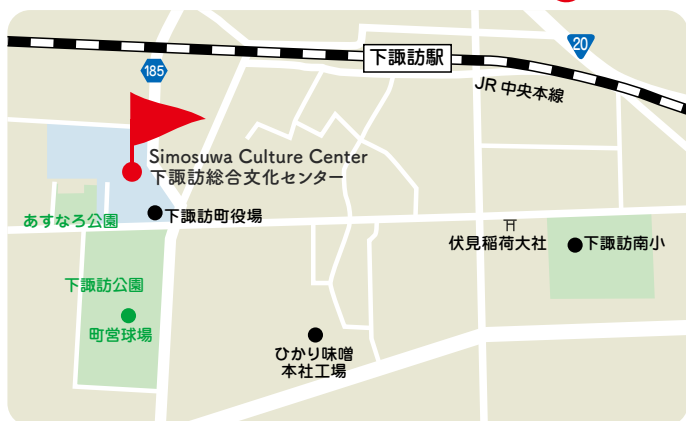 下諏訪駅
20
185
JR中央本線
Simosuwa Culture Center
下諏訪総合文化センター
あすなろ公園
下諏訪町役場
伏見稲荷大社
下諏訪南小
下諏訪公園
町営球場
ひかり味噌
本社工場